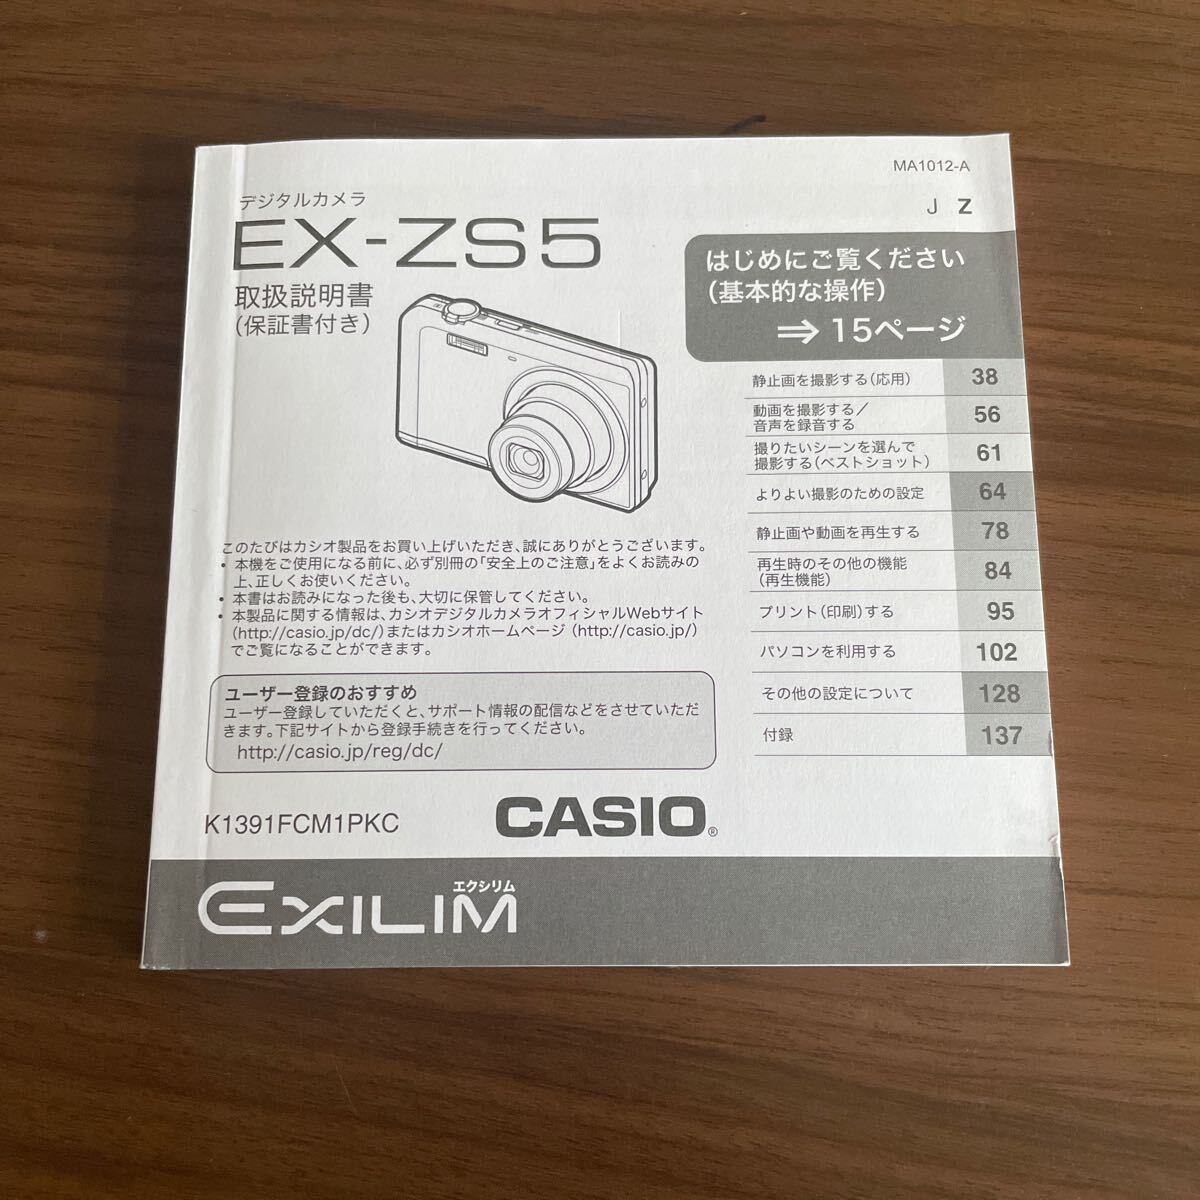 MA1012-A
J Z
デジタルカメラ
EX-ZS5
取扱説明書
(保証書付き)
はじめにご覧ください
(基本的な操作)
⇒ 15ページ
静止画を撮影する(応用) 38
動画を撮影する/
音声を録音する 56
撮りたいシーンを選んで
撮影する(ベストショット) 61
よりよい撮影のための設定 64
静止画や動画を再生する 78
再生時のその他の機能
(再生機能) 84
プリント(印刷)する 95
パソコンを利用する 102
その他の設定について 128
付録 137
このたびはカシオ製品をお買い上げいただき、誠にありがとうございます。
• 本機をご使用になる前に、必ず別冊の「安全上のご注意」をよくお読みの
上、正しくお使いください。
• 本書はお読みになった後も、大切に保管してください。
• 本製品に関する情報は、カシオデジタルカメラオフィシャルWebサイト
(http://casio.jp/dc/)またはカシオホームページ (http://casio.jp/)
でご覧になることができます。
ユーザー登録のおすすめ
ユーザー登録していただくと、サポート情報の配信などをさせていただ
きます。下記サイトから登録手続きを行ってください。
http://casio.jp/reg/dc/
K1391FCM1PKC
CASIO®
エクシリム
EXILIM